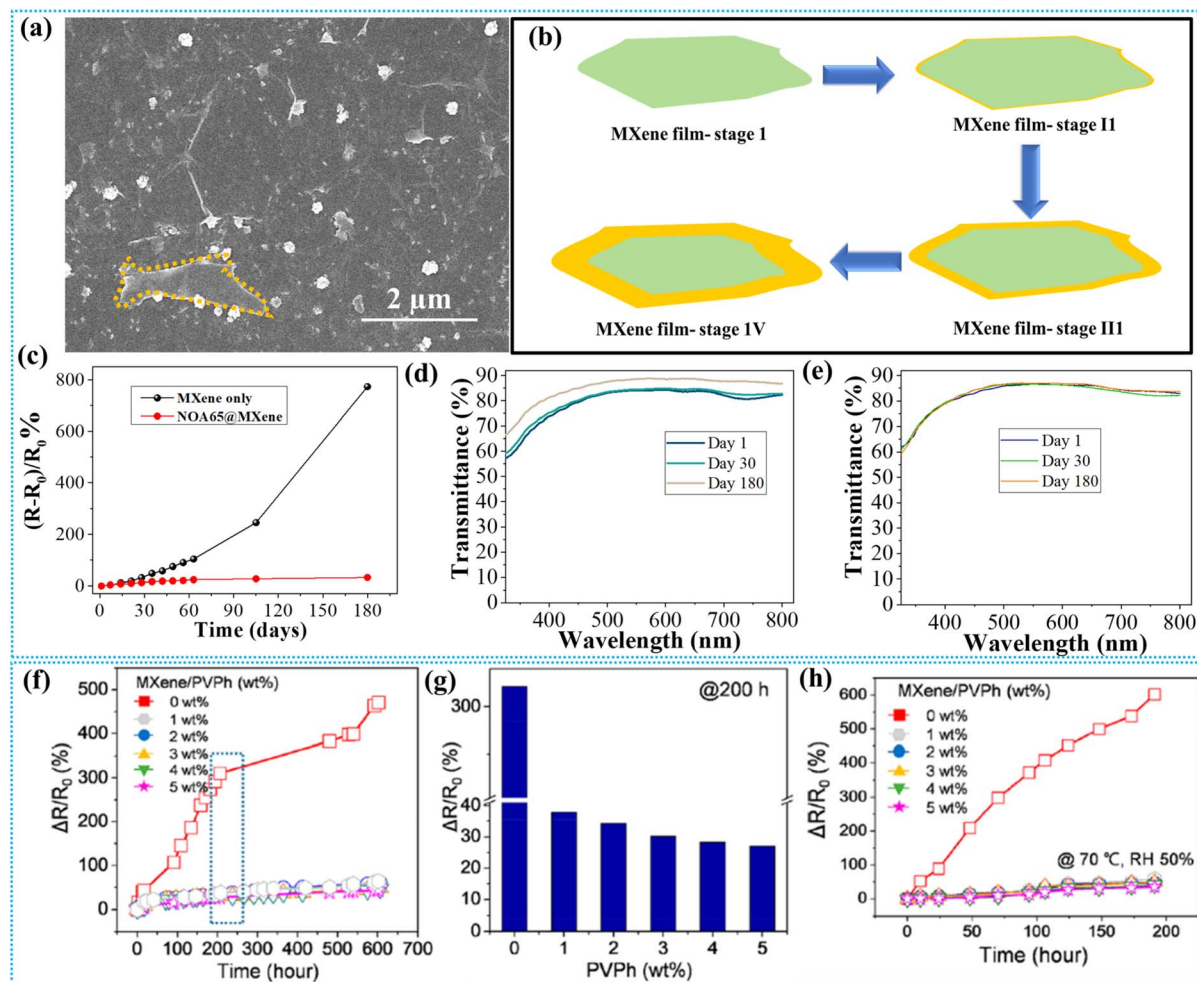 (a)
2 µm
(b)
MXene film- stage 1
MXene film- stage I1
MXene film- stage 1V
MXene film- stage II1
(c)
(R-R0)/R0 %
800
600
400
200
0
MXene only
NOA65@MXene
0 30 60 90 120 150 180
Time (days)
(d)
Transmittance (%)
90
80
70
60
50
40
30
20
10
0
Day 1
Day 30
Day 180
400 500 600 700 800
Wavelength (nm)
(e)
Transmittance (%)
90
80
70
60
50
40
30
20
10
0
Day 1
Day 30
Day 180
400 500 600 700 800
Wavelength (nm)
(f)
ΔR/R0 (%)
500
400
300
200
100
0
MXene/PVPh (wt%)
0 wt%
1 wt%
2 wt%
3 wt%
4 wt%
5 wt%
0 100 200 300 400 500 600 700
Time (hour)
(g)
ΔR/R0 (%)
300
40
30
20
10
0
@200 h
0 1 2 3 4 5
PVPh (wt%)
(h)
ΔR/R0 (%)
600
500
400
300
200
100
0
MXene/PVPh (wt%)
0 wt%
1 wt%
2 wt%
3 wt%
4 wt%
5 wt%
@ 70 ℃, RH 50%
0 50 100 150 200
Time (hour)